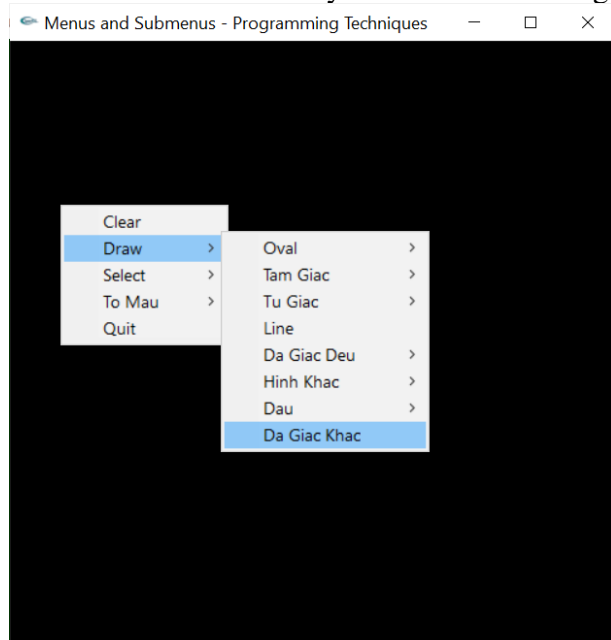 Menus and Submenus - Programming Techniques
Clear
Draw
Select
To Mau
Quit
Oval
Tam Giac
Tu Giac
Line
Da Giac Deu
Hinh Khac
Dau
Da Giac Khac